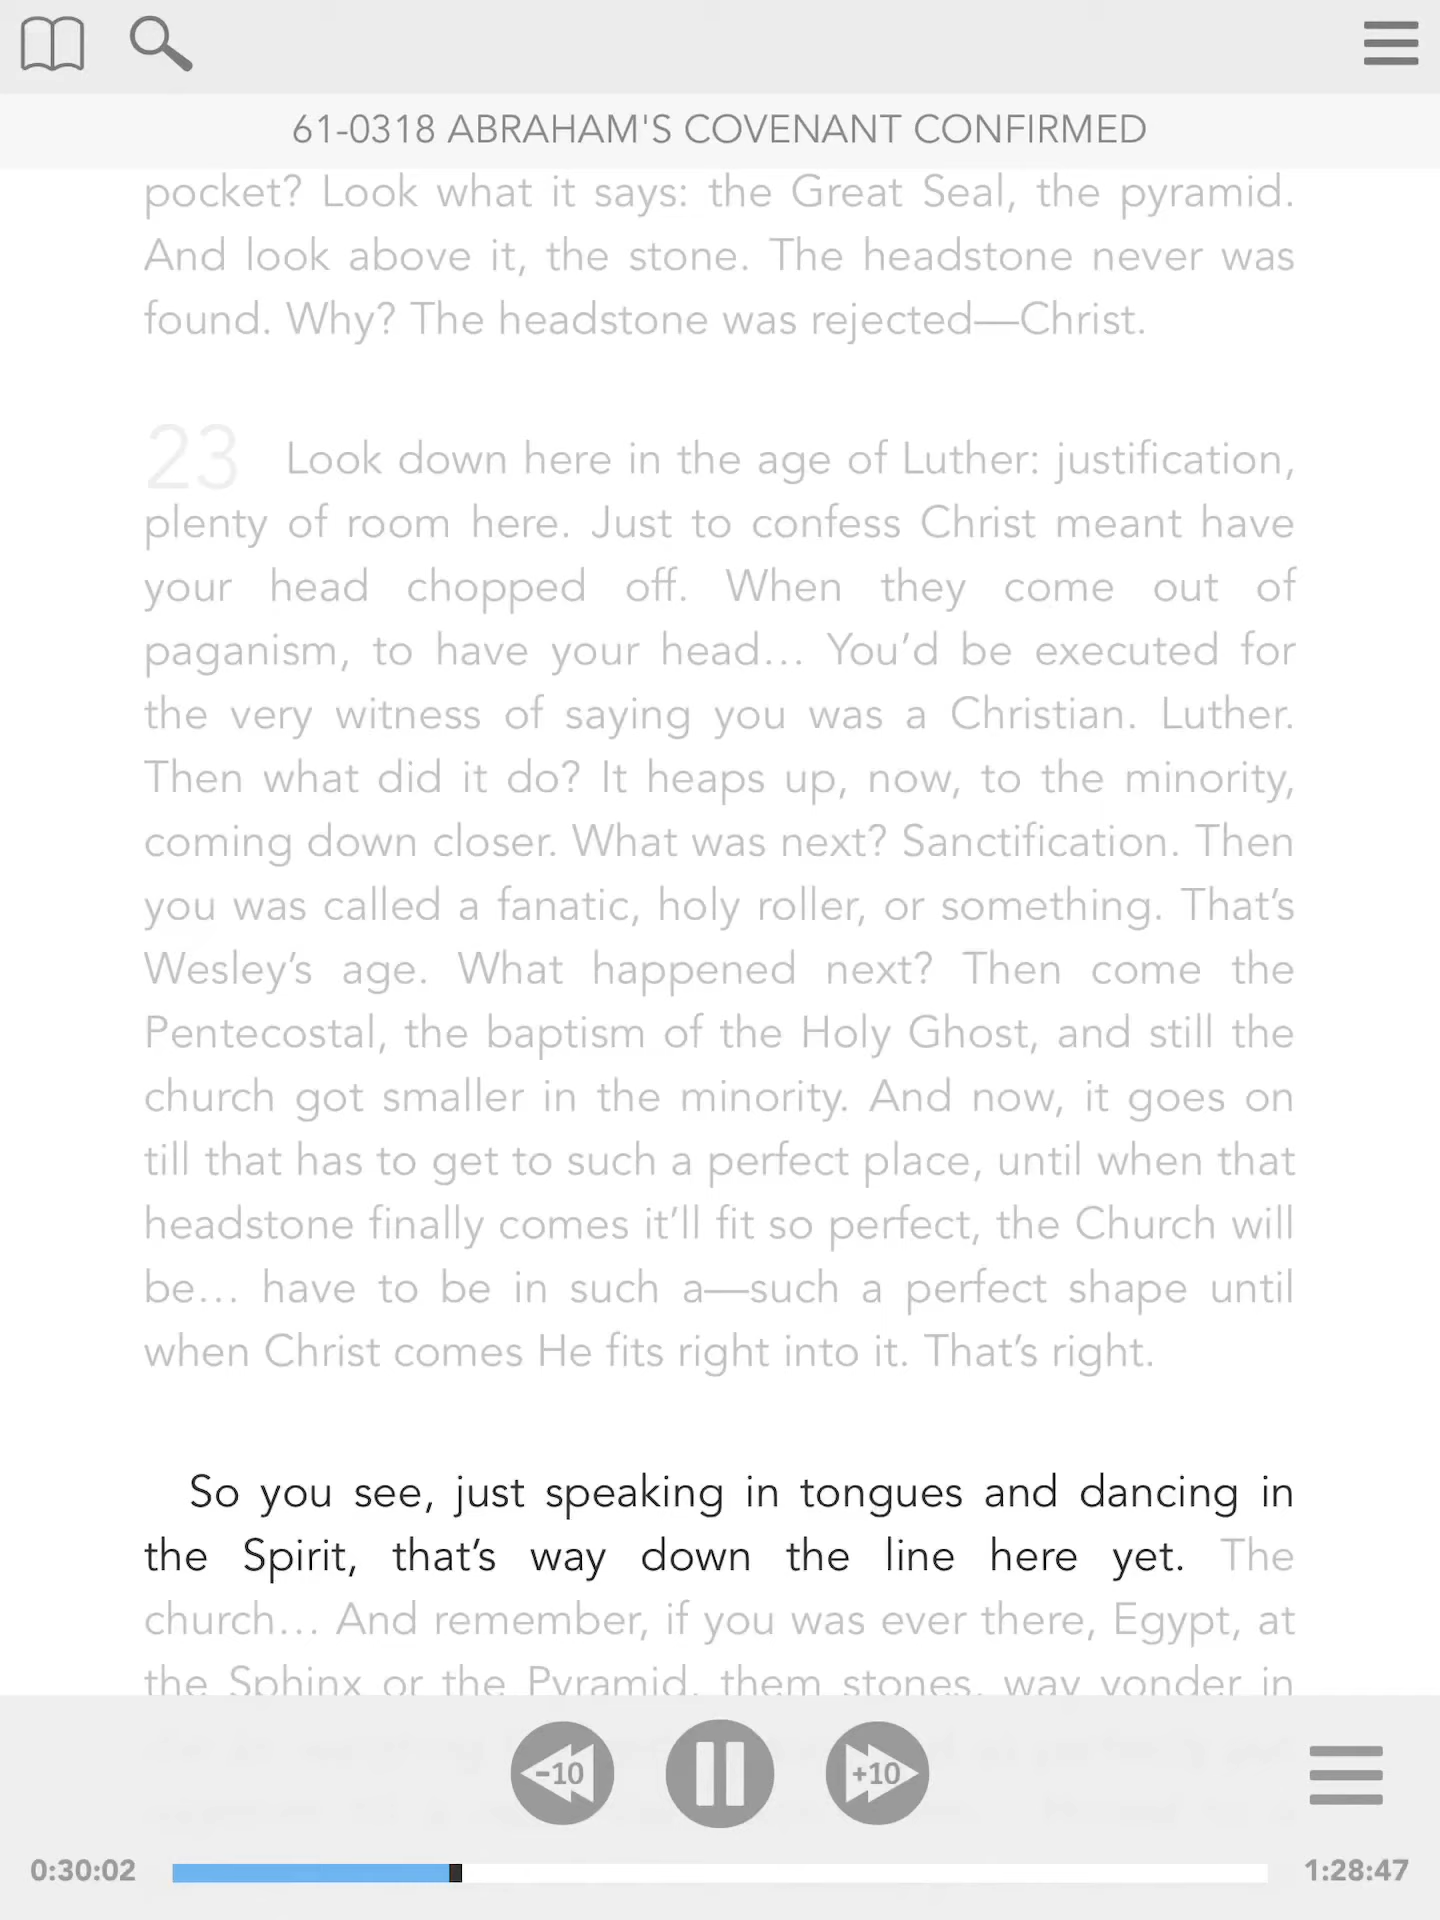 61-0318 ABRAHAM'S COVENANT CONFIRMED
pocket? Look what it says: the Great Seal, the pyramid.
And look above it, the stone. The headstone never was
found. Why? The headstone was rejected—Christ.
23 Look down here in the age of Luther: justification,
plenty of room here. Just to confess Christ meant have
your head chopped off. When they come out of
paganism, to have your head… You’d be executed for
the very witness of saying you was a Christian. Luther.
Then what did it do? It heaps up, now, to the minority,
coming down closer. What was next? Sanctification. Then
you was called a fanatic, holy roller, or something. That’s
Wesley’s age. What happened next? Then come the
Pentecostal, the baptism of the Holy Ghost, and still the
church got smaller in the minority. And now, it goes on
till that has to get to such a perfect place, until when that
headstone finally comes it’ll fit so perfect, the Church will
be… have to be in such a—such a perfect shape until
when Christ comes He fits right into it. That’s right.
So you see, just speaking in tongues and dancing in
the Spirit, that’s way down the line here yet. The
church… And remember, if you was ever there, Egypt, at
the Sphinx or the Pyramid, them stones, way yonder in
-10 +10
0:30:02 1:28:47